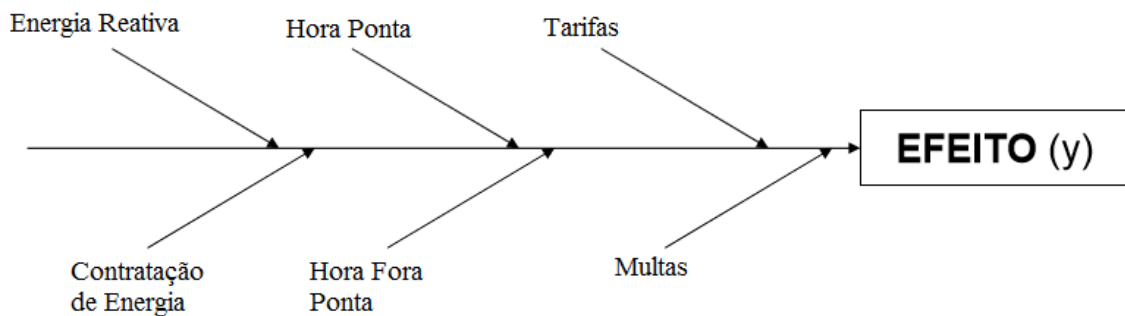 Energia Reativa
Hora Ponta
Tarifas
EFEITO (y)
Contratação
de Energia
Hora Fora
Ponta
Multas